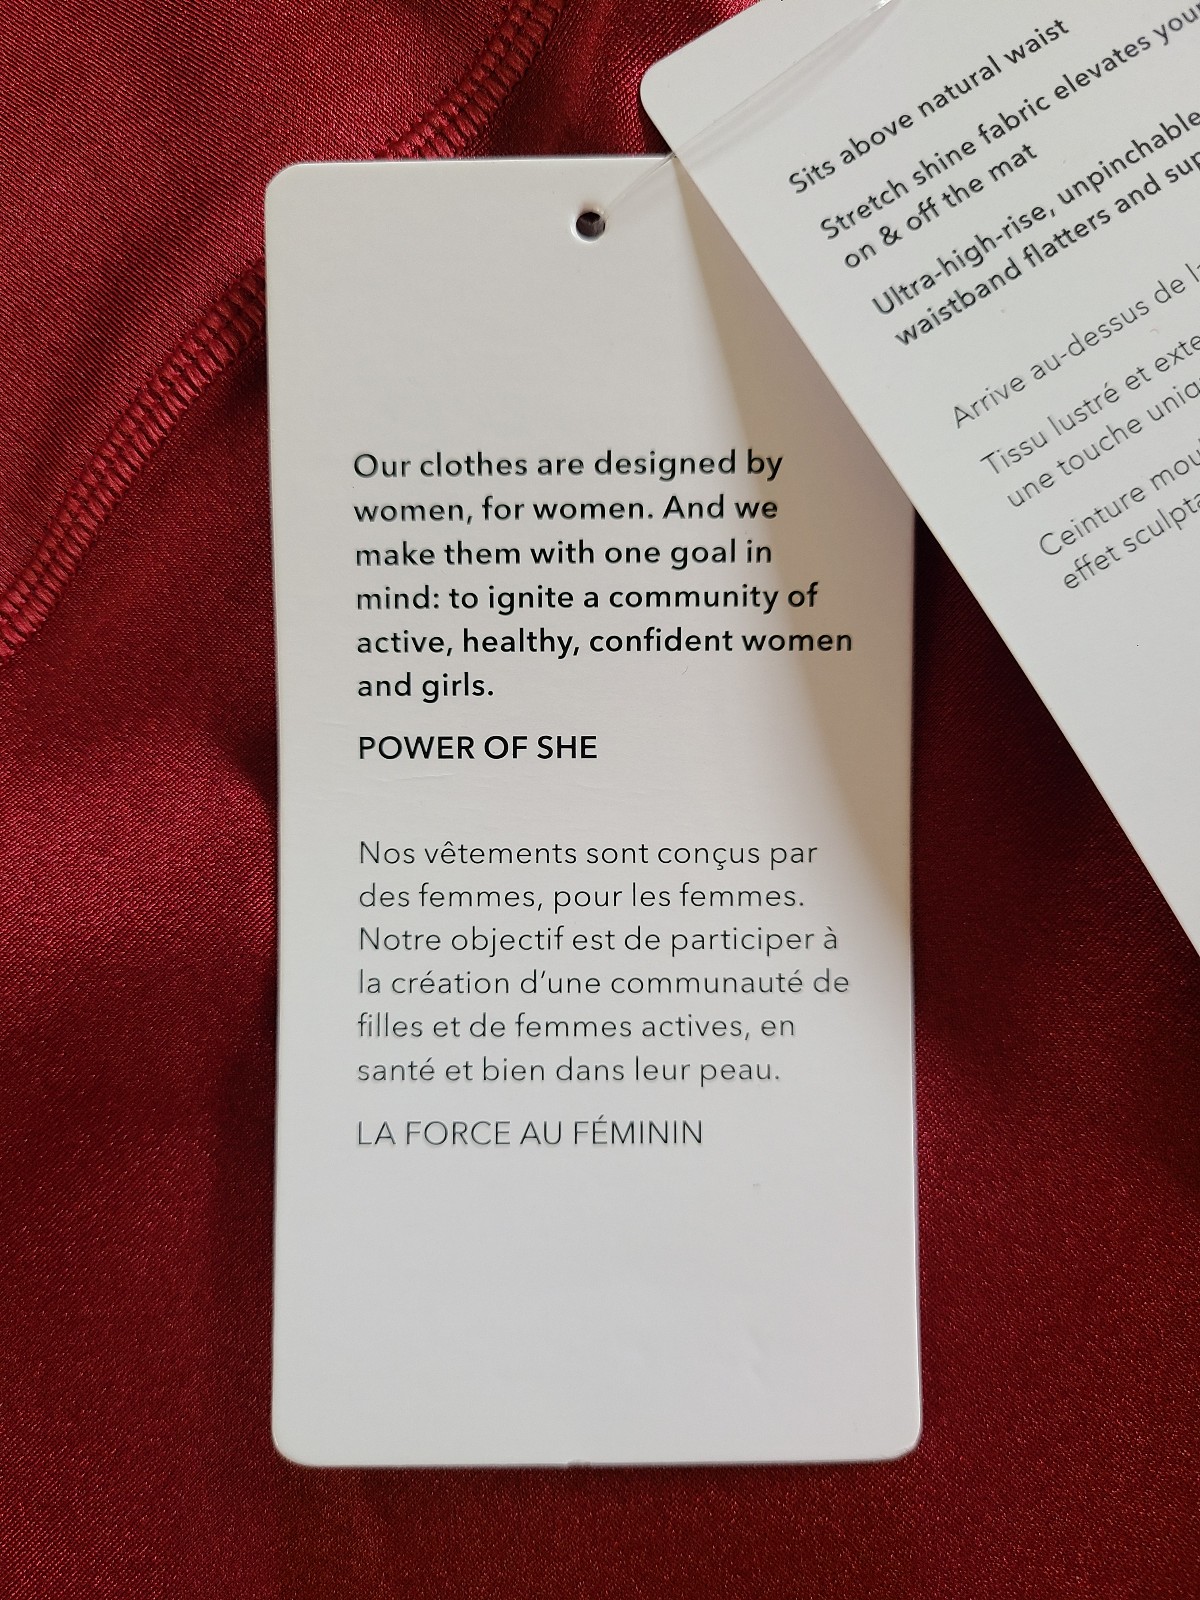 Our clothes are designed by
women, for women. And we
make them with one goal in
mind: to ignite a community of
active, healthy, confident women
and girls.
POWER OF SHE
Nos vêtements sont conçus par
des femmes, pour les femmes.
Notre objectif est de participer à
la création d’une communauté de
filles et de femmes actives, en
santé et bien dans leur peau.
LA FORCE AU FÉMININ
Sits above natural waist
Stretch shine fabric elevates
on & off the mat
Ultra-high-rise, unpinchable
waistband flatters and
Arrive au-dessus de
Tissu lustré et
une touche
Ceinture
effet